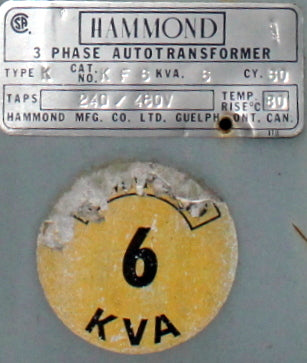 HAMMOND
3 PHASE AUTOTRANSFORMER
TYPE K CAT. NO. K F 6 KVA. 6 CY. 60
TAPS 240 / 480V TEMP. RISE°C 80
HAMMOND MFG. CO. LTD. GUELPH ONT. CAN.
6
KVA